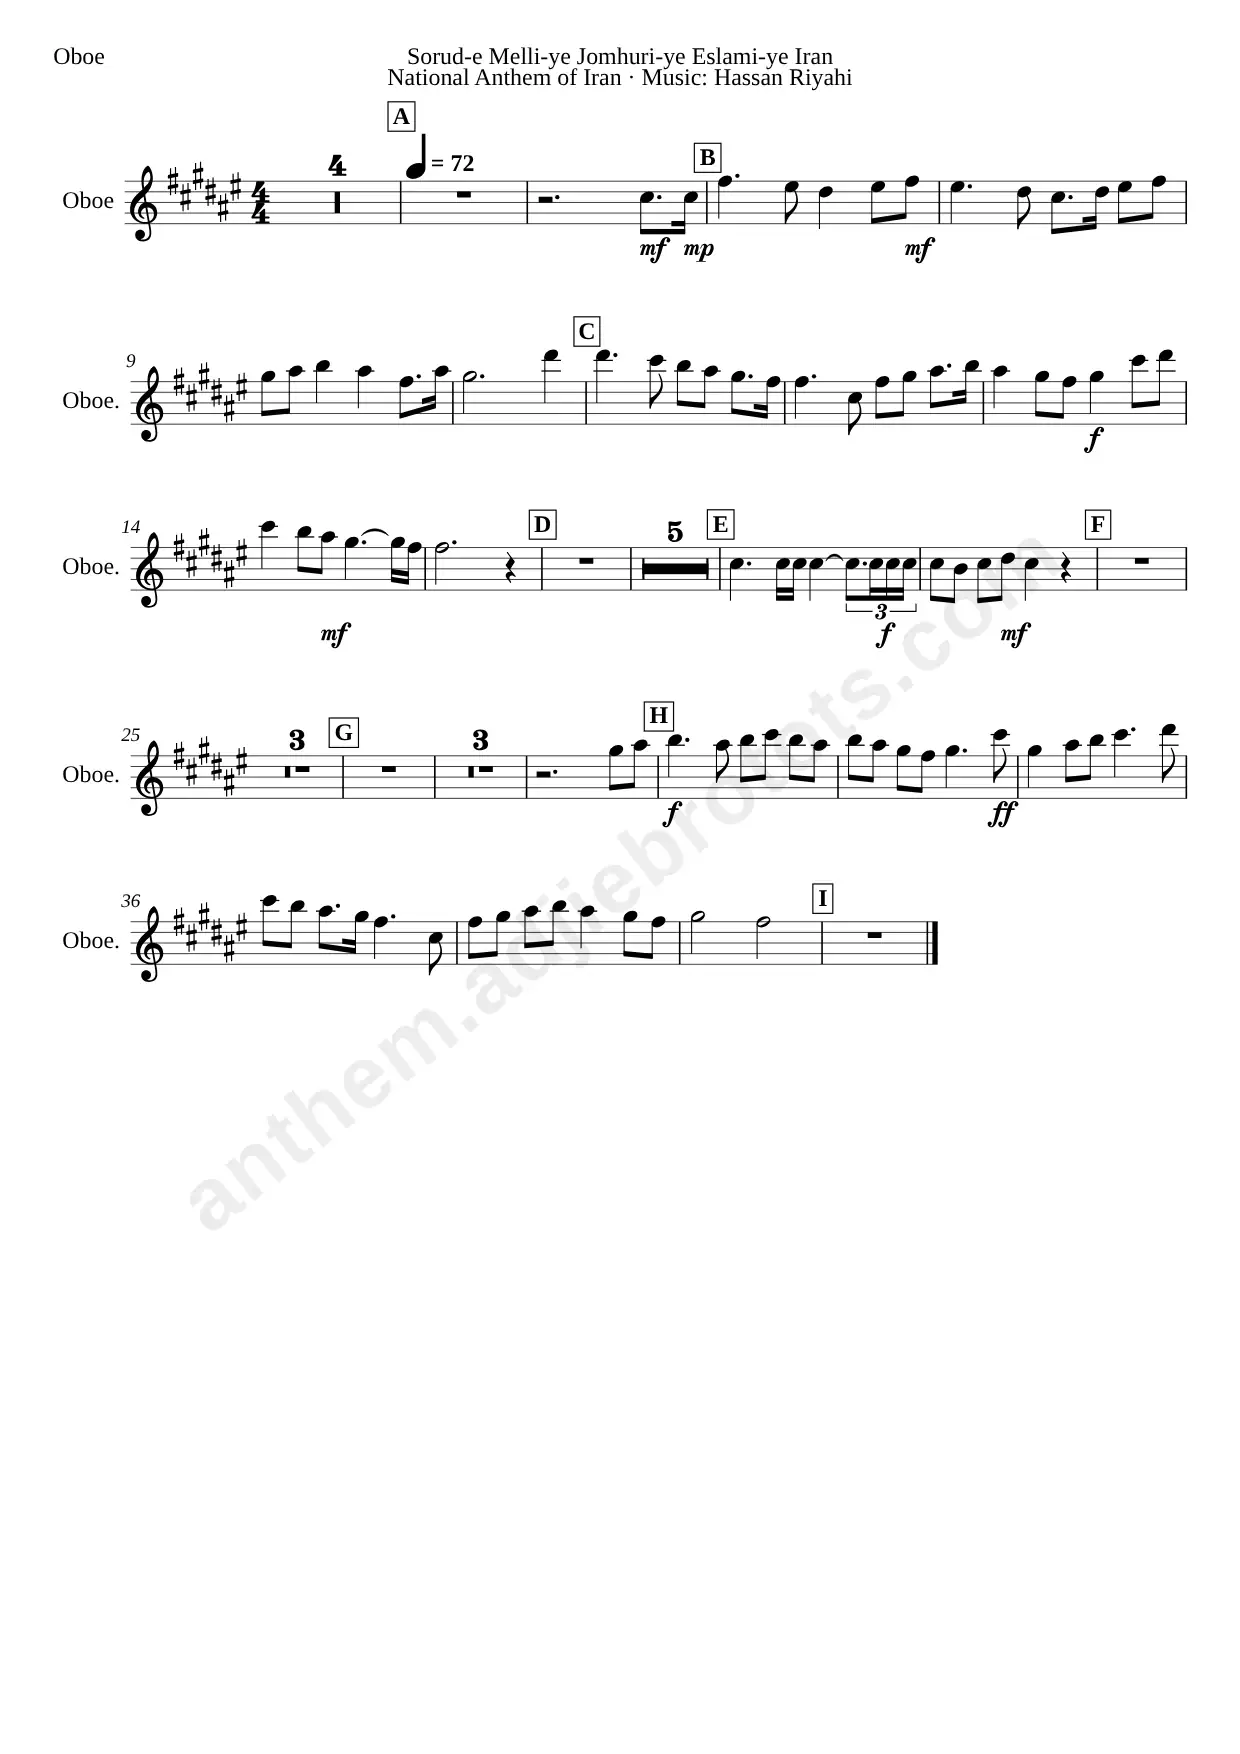 Oboe
Sorud-e Melli-ye Jomhuri-ye Eslami-ye Iran
National Anthem of Iran · Music: Hassan Riyahi
A
4
= 72
B
Oboe
4
4
mf mp mf
C
9
Oboe.
f
14
D
5
E
F
Oboe.
3
mf f mf
25
3
G
3
H
Oboe.
f ff
36
I
Oboe.
anthem.adjiebrotots.com